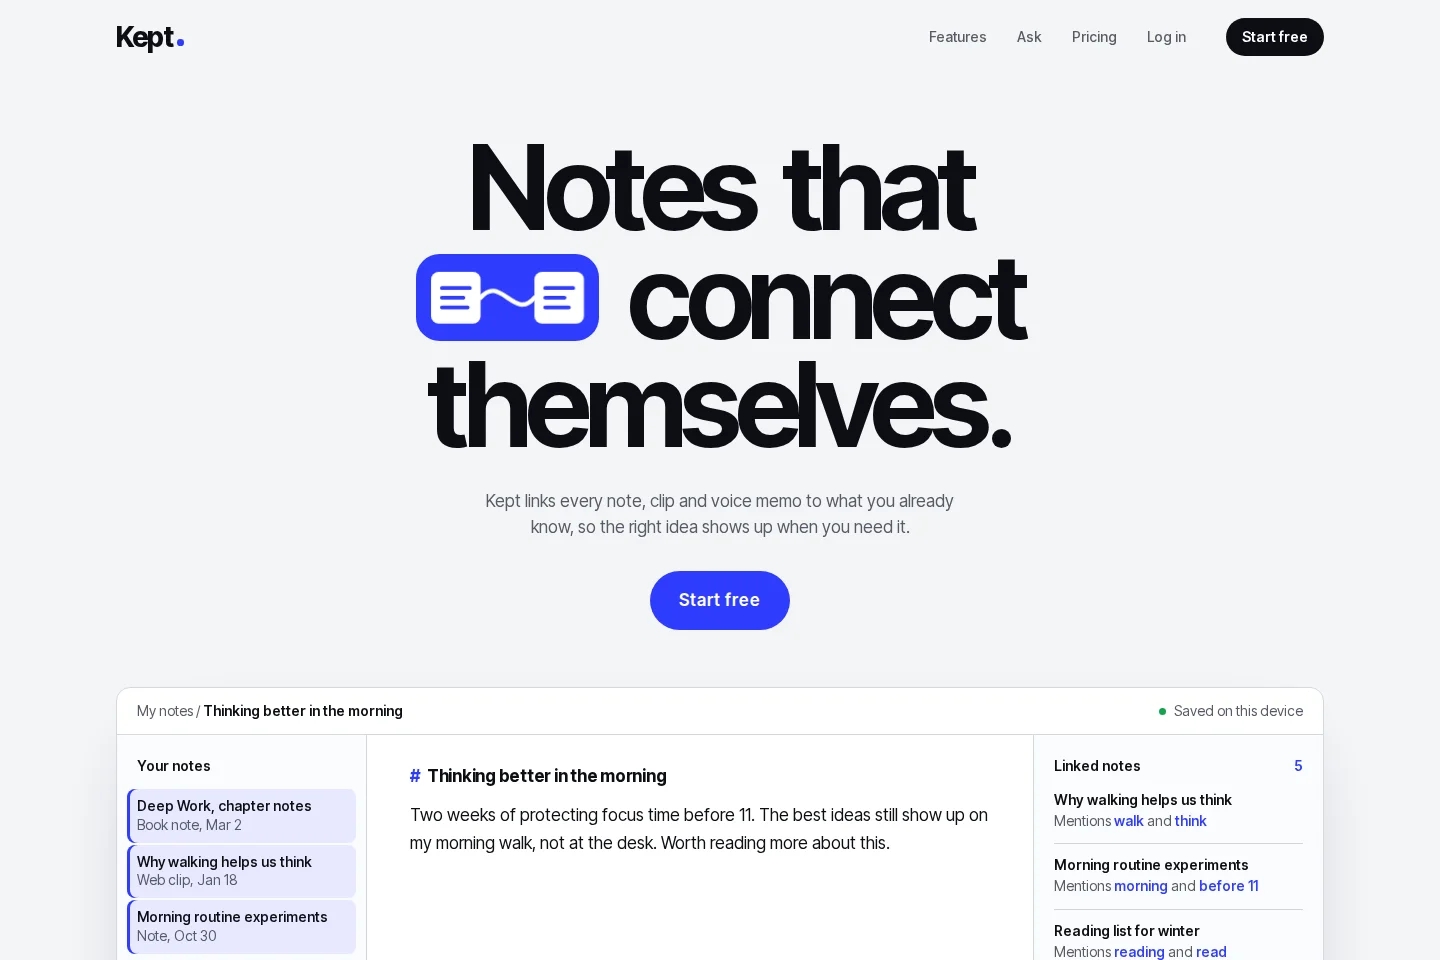 Kept.
Features
Ask
Pricing
Log in
Start free
Notes that
connect
themselves.
Kept links every note, clip and voice memo to what you already
know, so the right idea shows up when you need it.
Start free
My notes / Thinking better in the morning
Saved on this device
Your notes
Deep Work, chapter notes
Book note, Mar 2
Why walking helps us think
Web clip, Jan 18
Morning routine experiments
Note, Oct 30
# Thinking better in the morning
Two weeks of protecting focus time before 11. The best ideas still show up on
my morning walk, not at the desk. Worth reading more about this.
Linked notes 5
Why walking helps us think
Mentions walk and think
Morning routine experiments
Mentions morning and before 11
Reading list for winter
Mentions reading and read